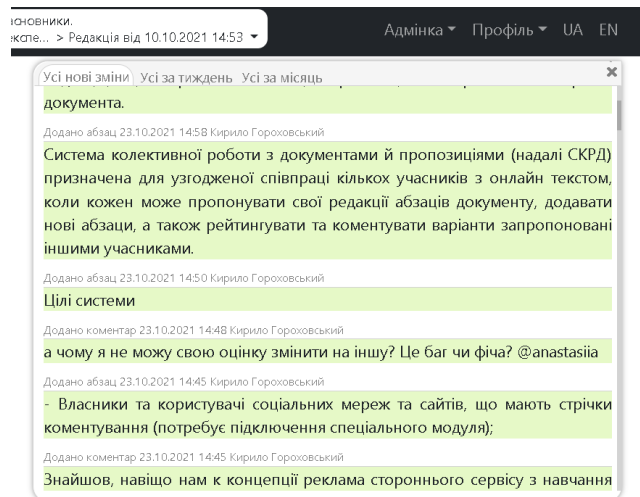 асновники.
експе... > Редакція від 10.10.2021 14:53
Адмінка Профіль UA EN
Усі нові зміни Усі за тиждень Усі за місяць
документа.
Додано абзац 23.10.2021 14:58 Кирило Гороховський
Система колективної роботи з документами й пропозиціями (надалі СКРД)
призначена для узгодженої співпраці кількох учасників з онлайн текстом,
коли кожен може пропонувати свої редакції абзаців документу, додавати
нові абзаци, а також рейтингувати та коментувати варіанти запропоновані
іншими учасниками.
Додано абзац 23.10.2021 14:50 Кирило Гороховський
Цілі системи
Додано коментар 23.10.2021 14:48 Кирило Гороховський
а чому я не можу свою оцінку змінити на іншу? Це баг чи фіча? @anastasiia
Додано абзац 23.10.2021 14:45 Кирило Гороховський
- Власники та користувачі соціальних мереж та сайтів, що мають стрічки
коментування (потребує підключення спеціального модуля);
Додано коментар 23.10.2021 14:45 Кирило Гороховський
Знайшов, навіщо нам к концепції реклама стороннього сервісу з навчання